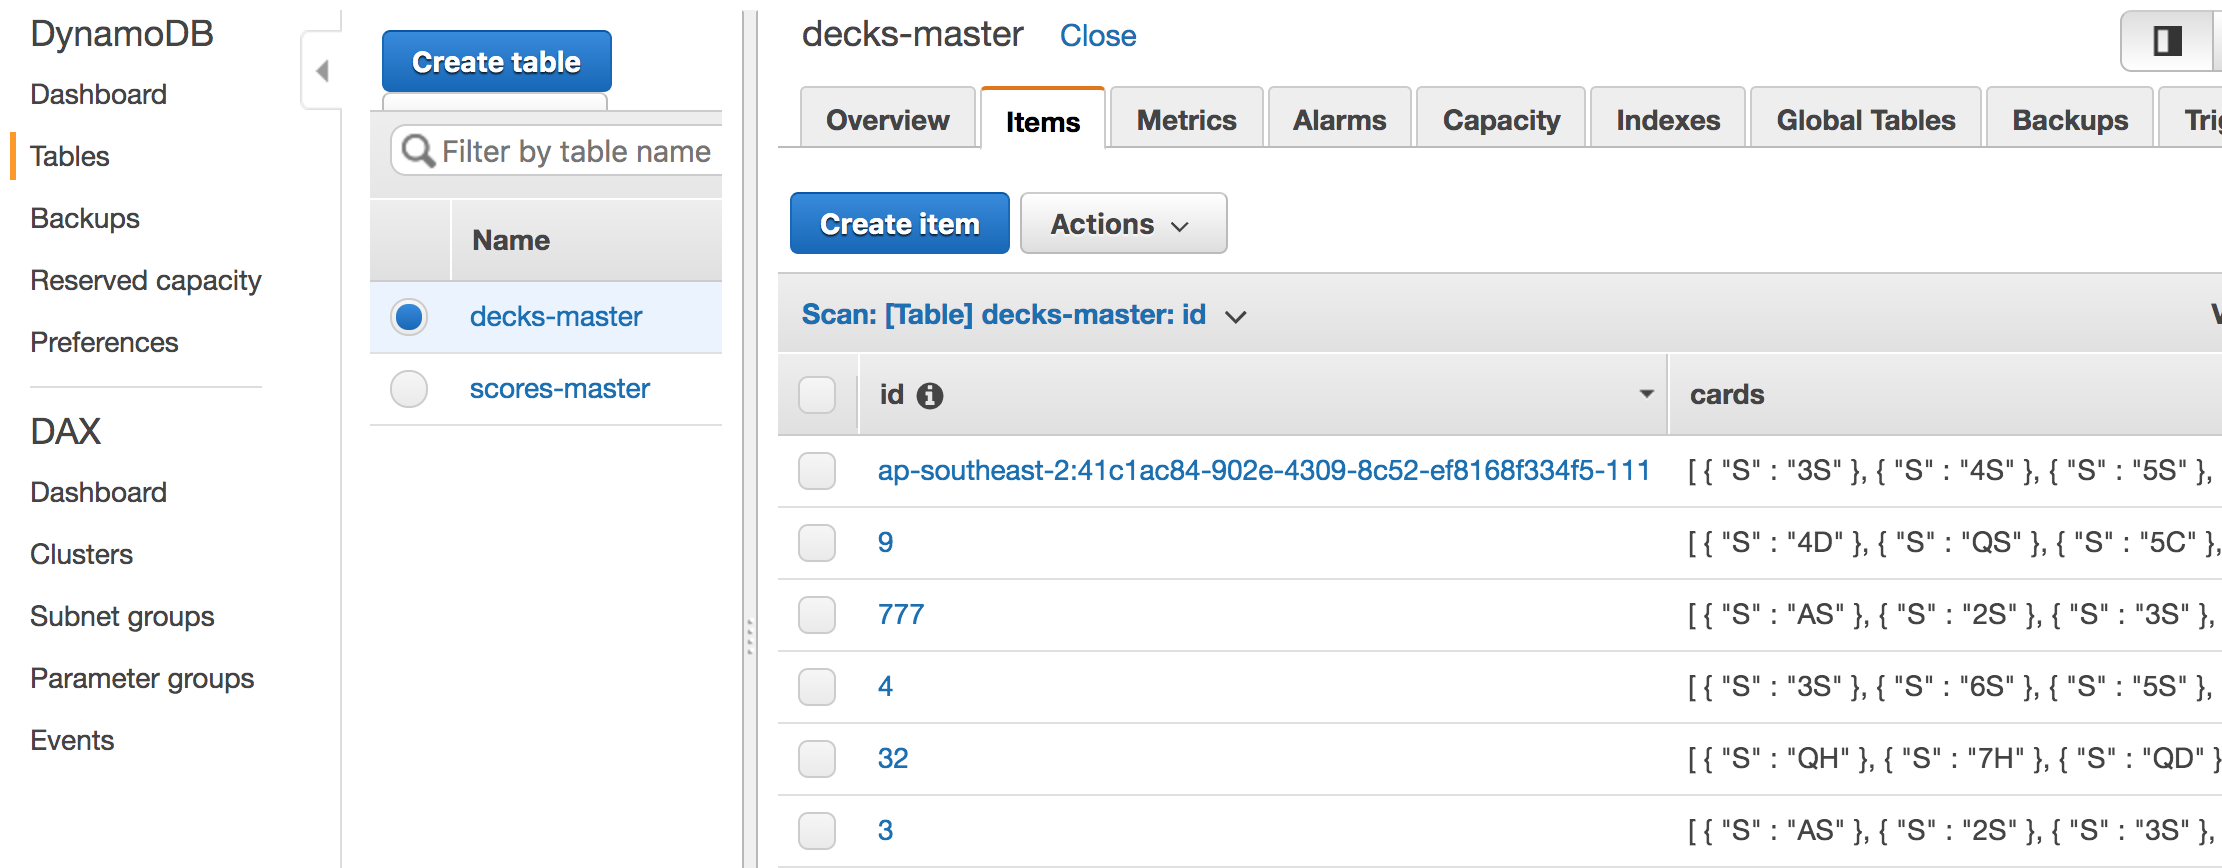 DynamoDB
Dashboard
Tables
Backups
Reserved capacity
Preferences
DAX
Dashboard
Clusters
Subnet groups
Parameter groups
Events
Create table
Filter by table name
Name
decks-master
scores-master
decks-master Close
Overview Items Metrics Alarms Capacity Indexes Global Tables Backups
Create item Actions
Scan: [Table] decks-master: id
id cards
ap-southeast-2:41c1ac84-902e-4309-8c52-ef8168f334f5-111 [ { "S" : "3S" }, { "S" : "4S" }, { "S" : "5S" },
9 [ { "S" : "4D" }, { "S" : "QS" }, { "S" : "5C" },
777 [ { "S" : "AS" }, { "S" : "2S" }, { "S" : "3S" },
4 [ { "S" : "3S" }, { "S" : "6S" }, { "S" : "5S" },
32 [ { "S" : "QH" }, { "S" : "7H" }, { "S" : "QD" }
3 [ { "S" : "AS" }, { "S" : "2S" }, { "S" : "3S" },